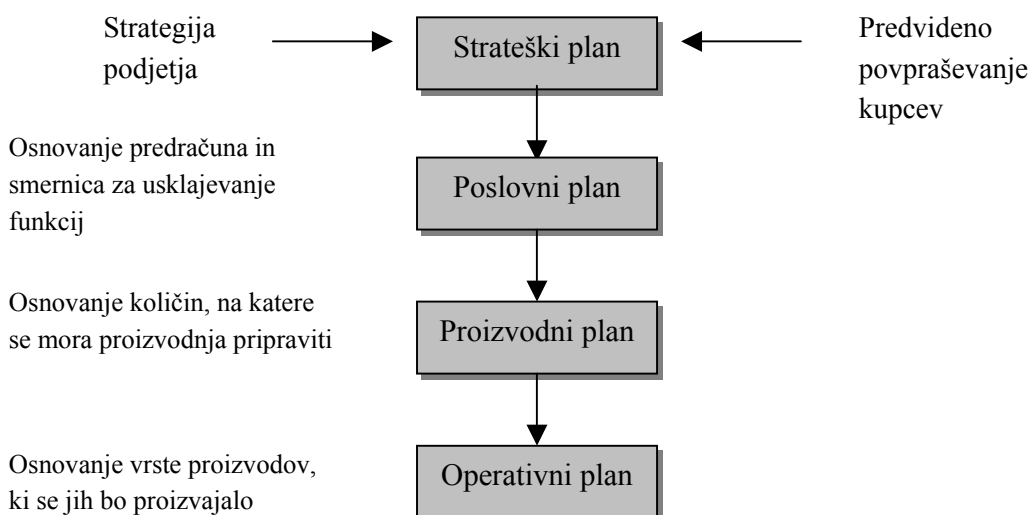 Strategija
podjetja
Strateški plan
Predvideno
povpraševanje
kupcev
Osnovanje predračuna in
smernica za usklajevanje
funkcij
Poslovni plan
Osnovanje količin, na katere
se mora proizvodnja pripraviti
Proizvodni plan
Osnovanje vrste proizvodov,
ki se jih bo proizvajalo
Operativni plan